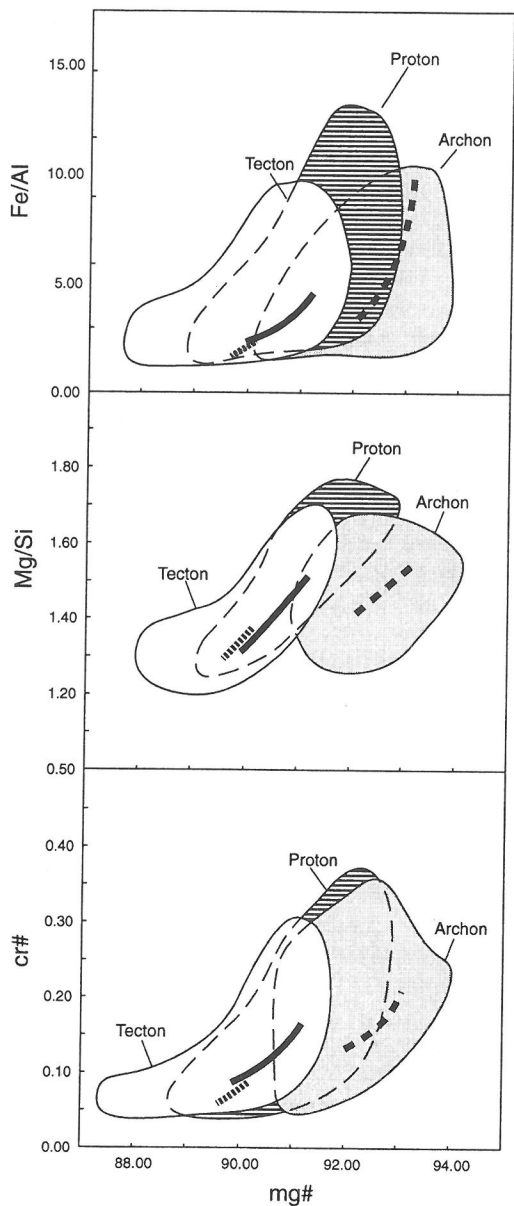 15.00
Proton
Archon
Tecton
10.00
Fe/Al
5.00
0.00
1.80
Proton
Archon
1.60
Mg/Si
Tecton
1.40
1.20
0.50
0.40
Proton
0.30
Archon
cr#
0.20
Tecton
0.10
0.00
88.00 90.00 92.00 94.00
mg#